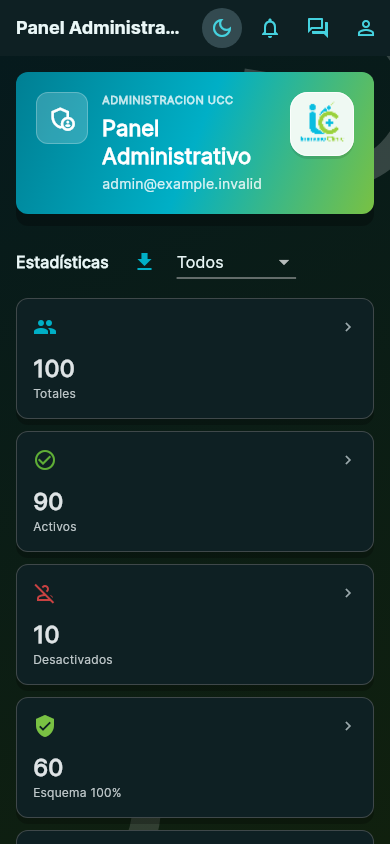 Panel Administra...
ADMINISTRACION UCC
Panel
Administrativo
admin@example.invalid
Estadísticas
Todos
100
Totales
90
Activos
10
Desactivados
60
Esquema 100%